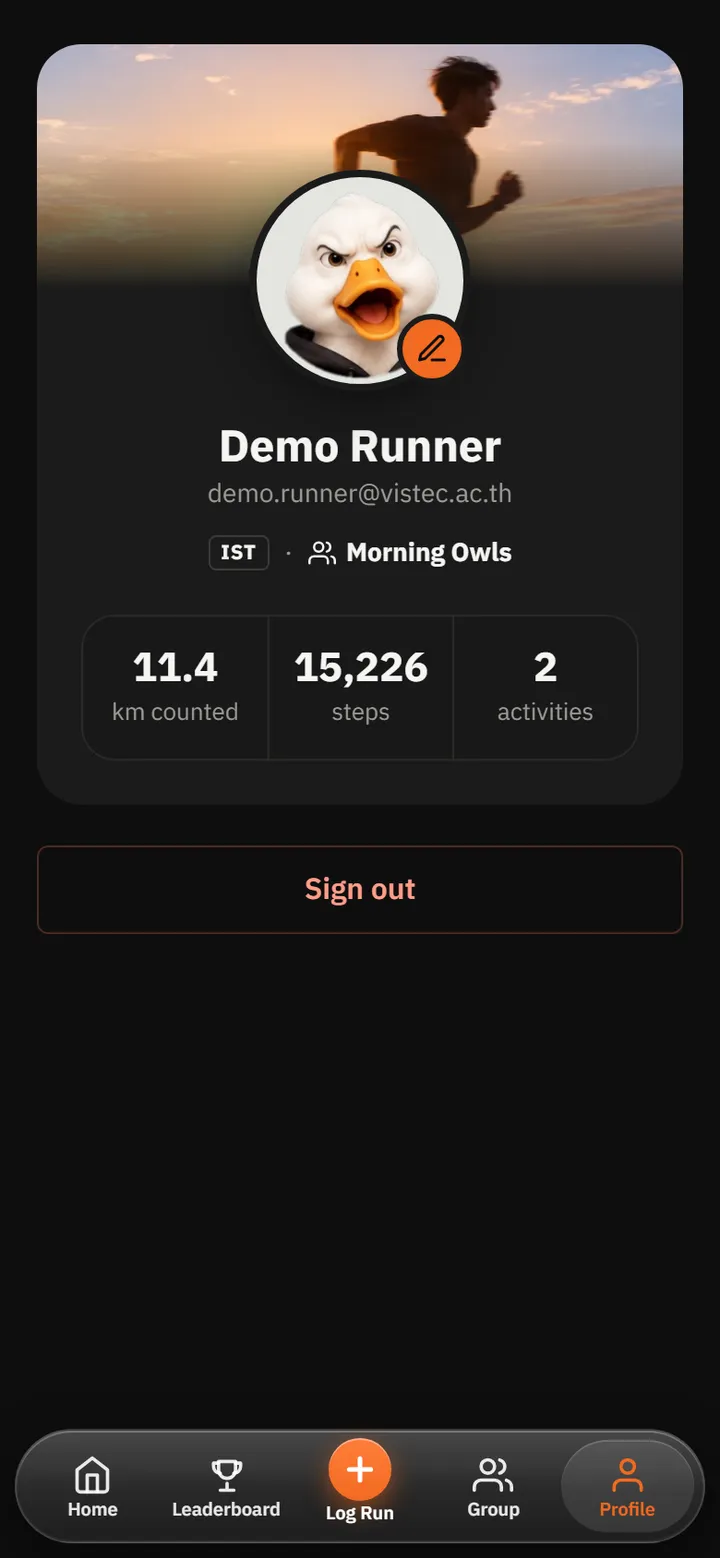 Demo Runner
demo.runner@vistec.ac.th
IST · Morning Owls
11.4 15,226 2
km counted steps activities
Sign out
Home Leaderboard Log Run Group Profile